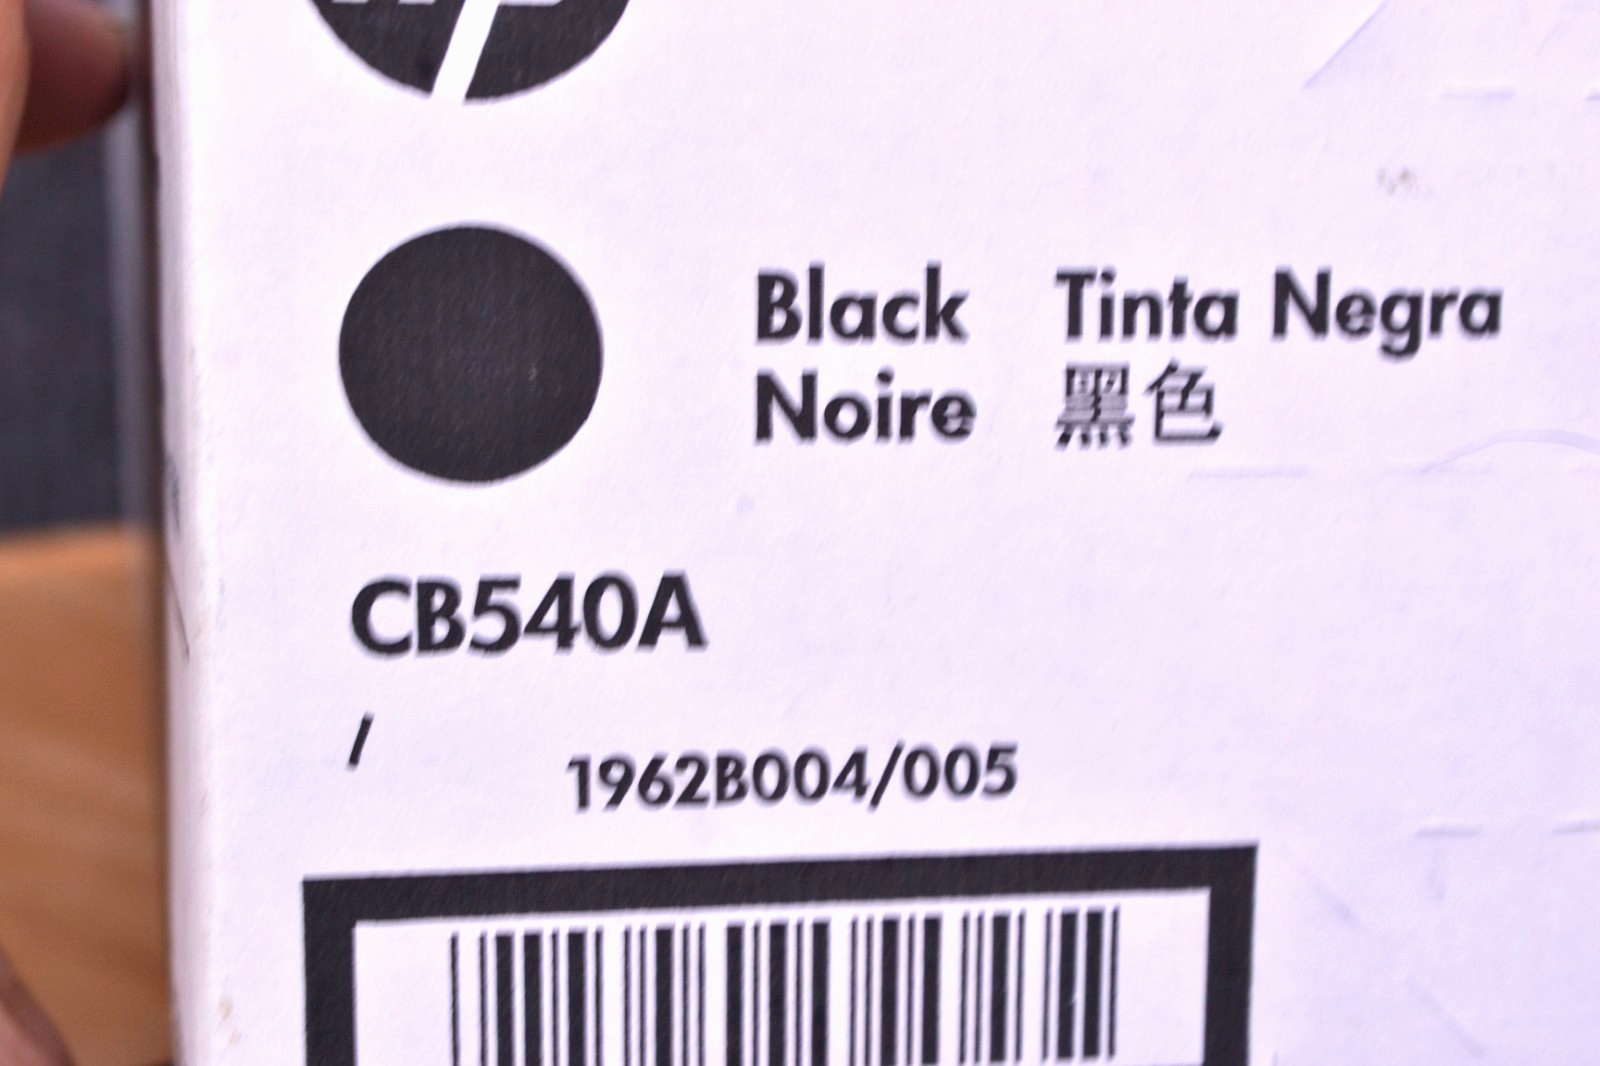 Black Tinta Negra
Noire 黑色
CB540A
/
1962B004/005